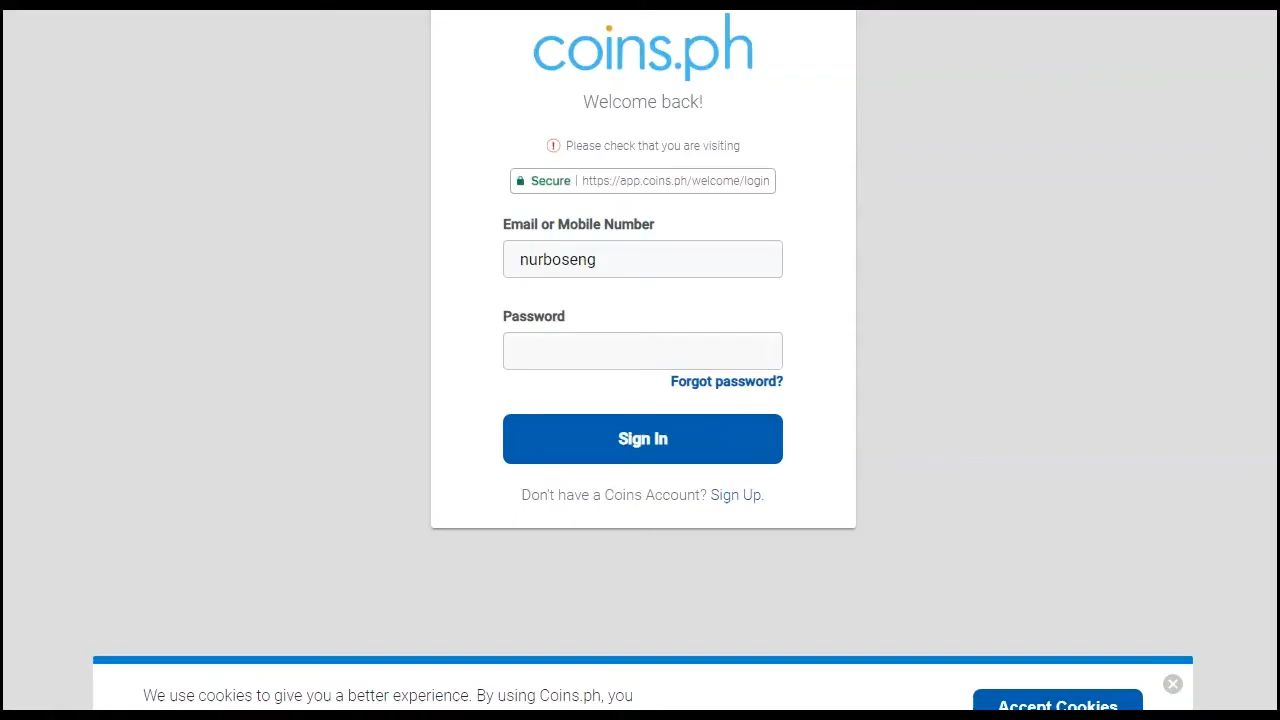 coins.ph
Welcome back!
Please check that you are visiting
Secure | https://app.coins.ph/welcome/login
Email or Mobile Number
nurboseng
Password
Forgot password?
Sign In
Don't have a Coins Account? Sign Up.
We use cookies to give you a better experience. By using Coins.ph, you
Accept Cookies